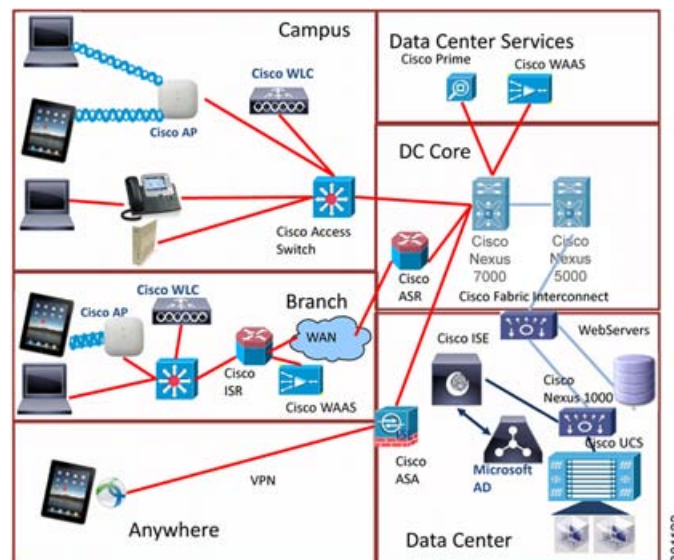 Campus
Cisco WLC
Cisco AP
Cisco Access
Switch
Data Center Services
Cisco Prime
Cisco WAAS
DC Core
Cisco
Nexus
7000
Cisco
Nexus
5000
Cisco
ASR
Cisco Fabric Interconnect
Cisco WLC
Branch
Cisco AP
WAN
Cisco
ISR
Cisco WAAS
WebServers
Cisco ISE
Cisco
Nexus 1000
Cisco UCS
Microsoft
AD
Cisco
ASA
Data Center
VPN
Anywhere